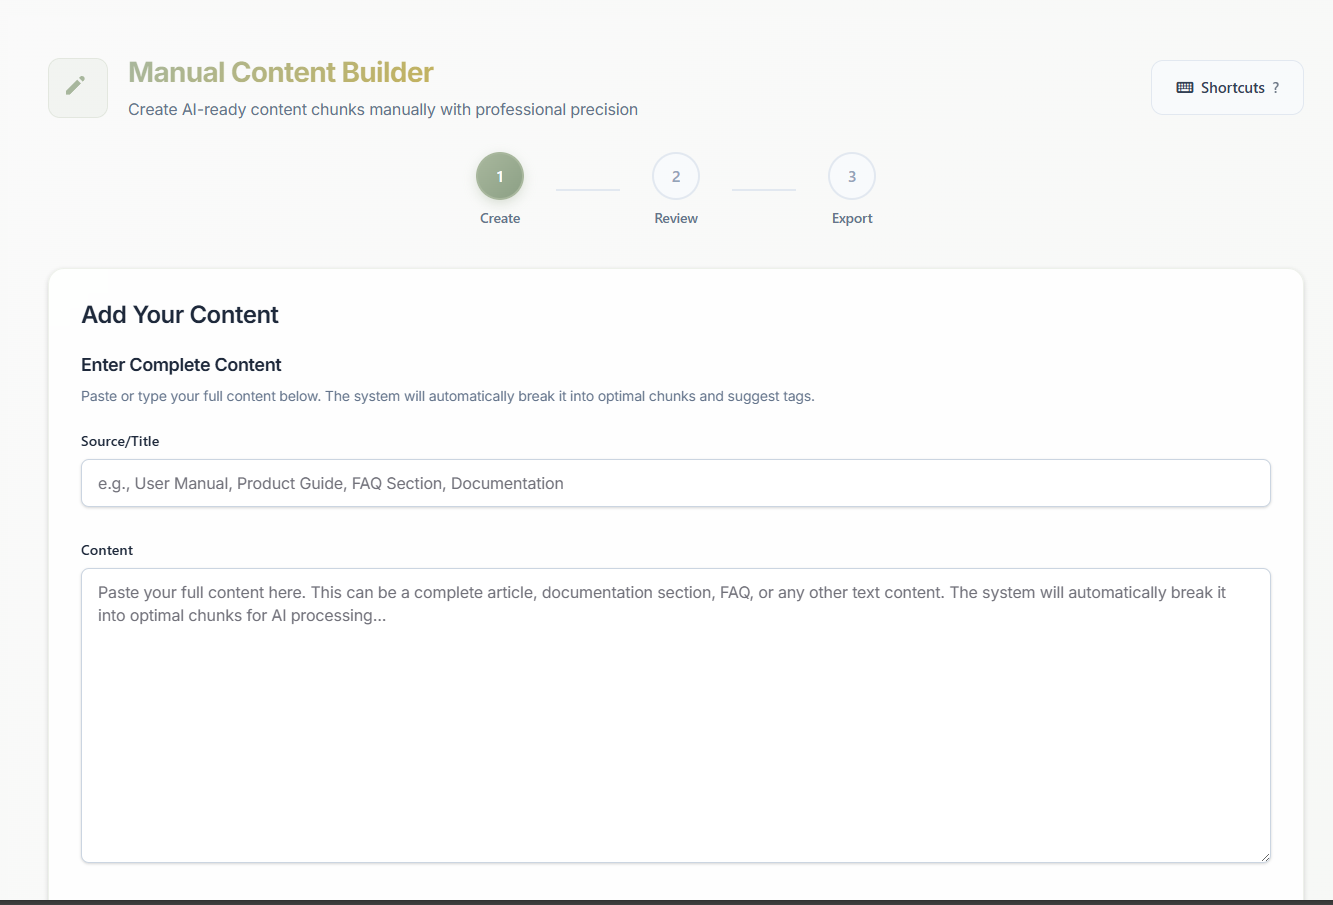 Manual Content Builder
Create AI-ready content chunks manually with professional precision
Shortcuts ?
1
2
3
Create
Review
Export
Add Your Content
Enter Complete Content
Paste or type your full content below. The system will automatically break it into optimal chunks and suggest tags.
Source/Title
e.g., User Manual, Product Guide, FAQ Section, Documentation
Content
Paste your full content here. This can be a complete article, documentation section, FAQ, or any other text content. The system will automatically break it
into optimal chunks for AI processing...